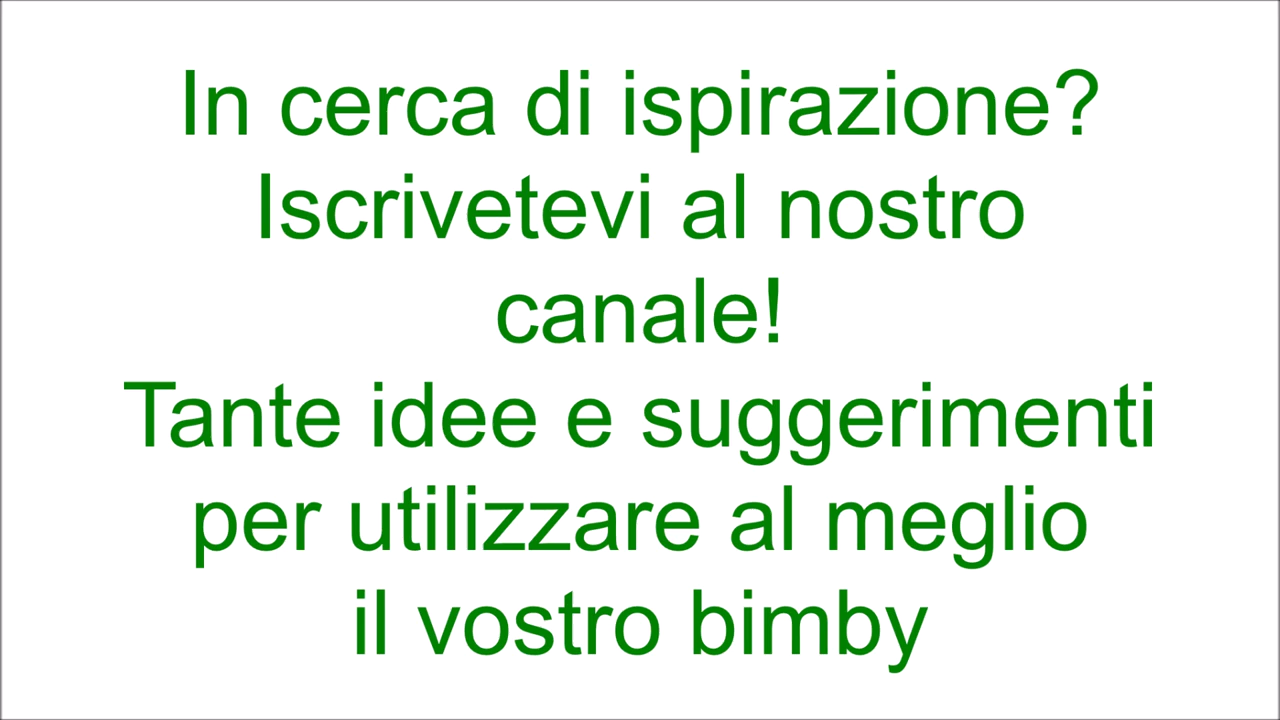 In cerca di ispirazione?
Iscrivetevi al nostro
canale!
Tante idee e suggerimenti
per utilizzare al meglio
il vostro bimby